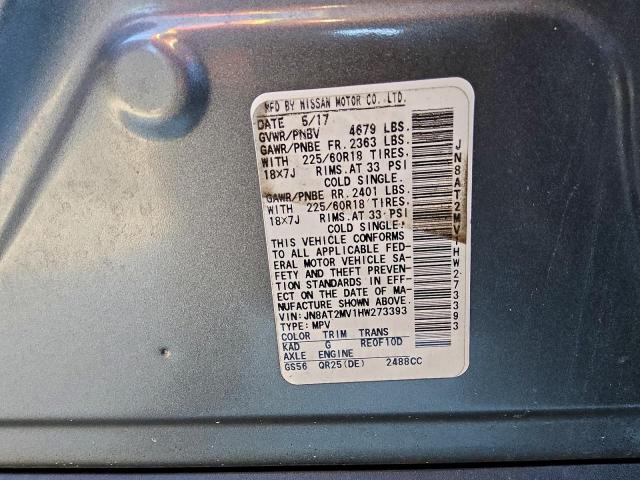 MFD BY NISSAN MOTOR CO. LTD.
DATE 5/17
GVWR/PNBV 4679 LBS.
GAWR/PNBE FR. 2363 LBS.
WITH 225/60R18 TIRES.
18X7J RIMS.AT 33 PSI
COLD SINGLE.
GAWR/PNBE RR. 2401 LBS.
WITH 225/60R18 TIRES.
18X7J RIMS.AT 33 PSI
COLD SINGLE.
THIS VEHICLE CONFORMS
TO ALL APPLICABLE FED-
ERAL MOTOR VEHICLE SA-
FETY AND THEFT PREVEN-
TION STANDARDS IN EFF-
ECT ON THE DATE OF MA-
NUFACTURE SHOWN ABOVE.
VIN: JN8AT2MV1HW273393
TYPE: MPV
COLOR TRIM TRANS
KAD G RE0F10D
AXLE ENGINE
GS56 QR25(DE) 2488CC
JN8AT2MV1HW273393